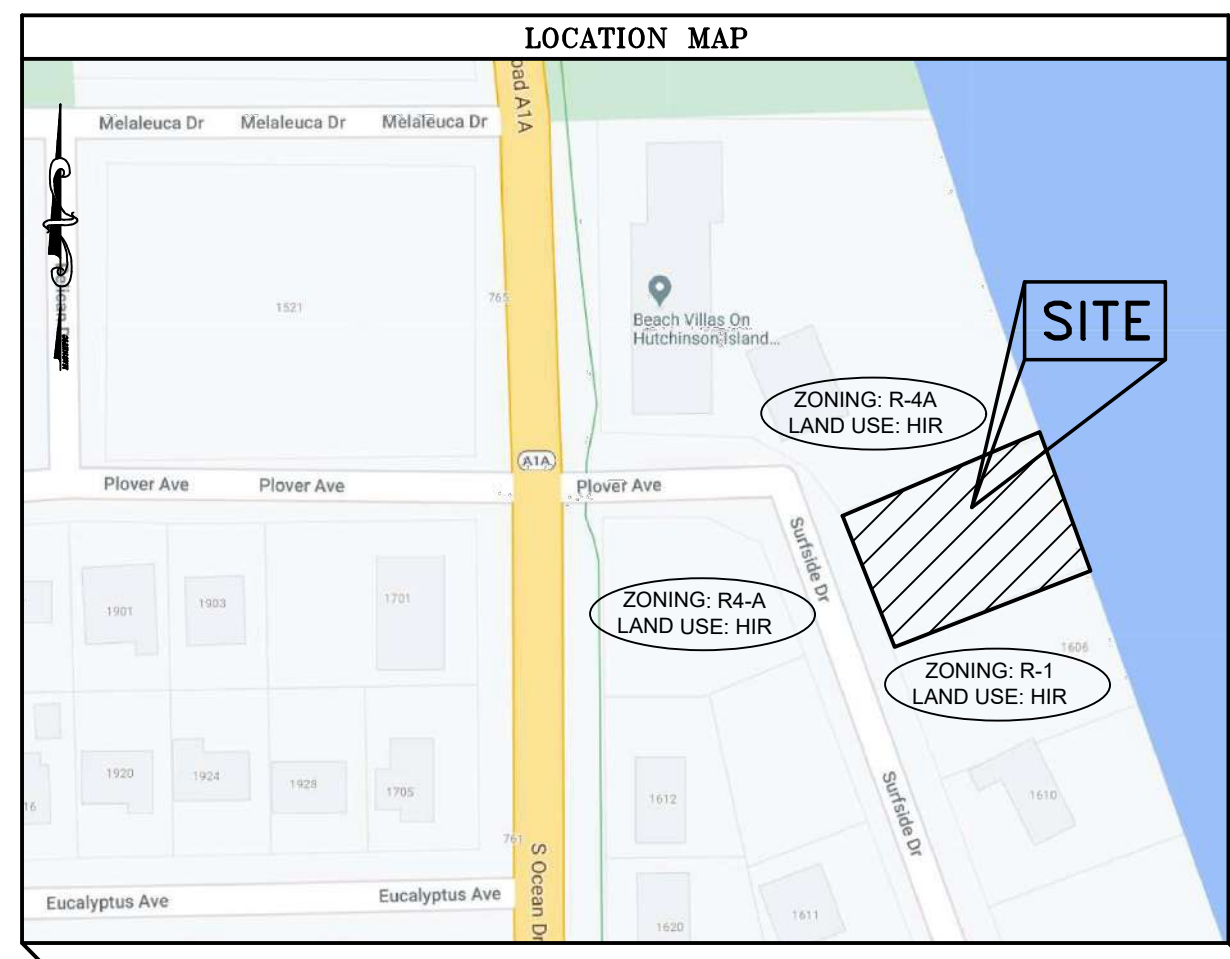 LOCATION MAP
oad A1A
Melaleuca Dr Melaleuca Dr Melaleuca Dr
1521
765
Beach Villas On
Hutchinson Island...
SITE
ZONING: R-4A
LAND USE: HIR
A1A
Plover Ave Plover Ave Plover Ave
Surfside Dr
1901
1903
1701
ZONING: R4-A
LAND USE: HIR
1606
ZONING: R-1
LAND USE: HIR
1920
1924
1928
1705
1612
Surfside Dr
1610
16
761
S Ocean Dr
Eucalyptus Ave Eucalyptus Ave
1620
1611